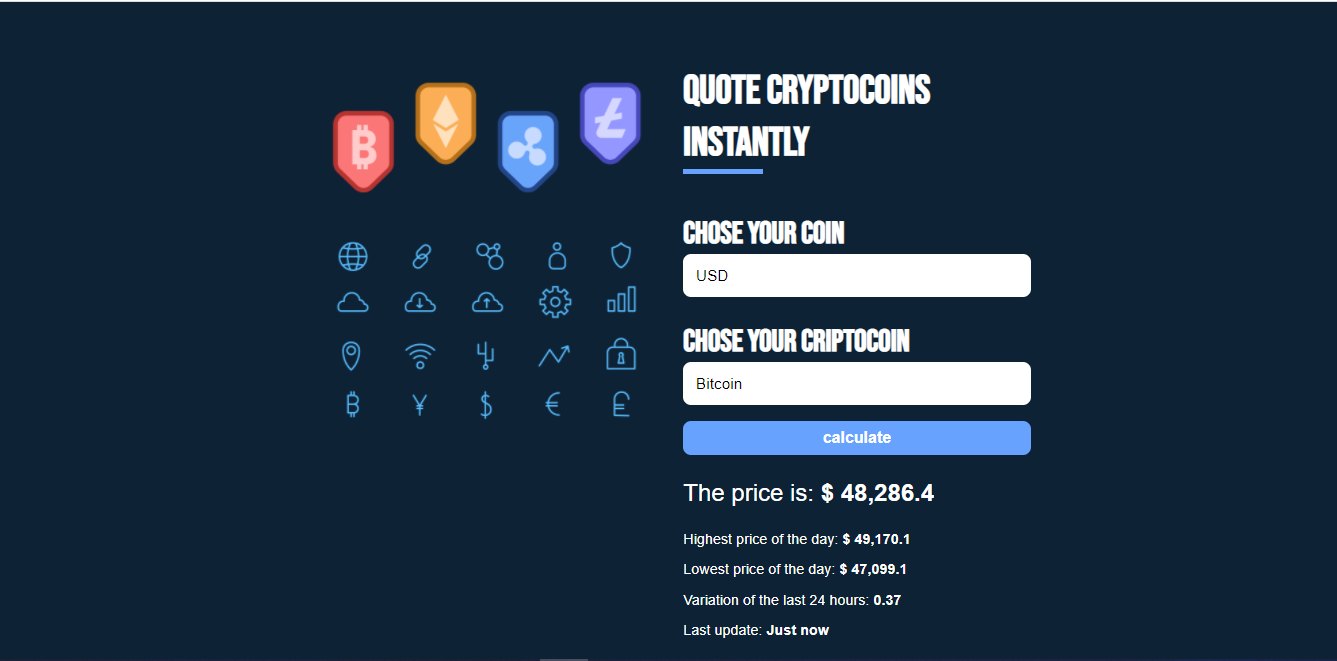 QUOTE CRYPTOCOINS
INSTANTLY
CHOSE YOUR COIN
USD
CHOSE YOUR CRIPTOCOIN
Bitcoin
calculate
The price is: $ 48,286.4
Highest price of the day: $ 49,170.1
Lowest price of the day: $ 47,099.1
Variation of the last 24 hours: 0.37
Last update: Just now